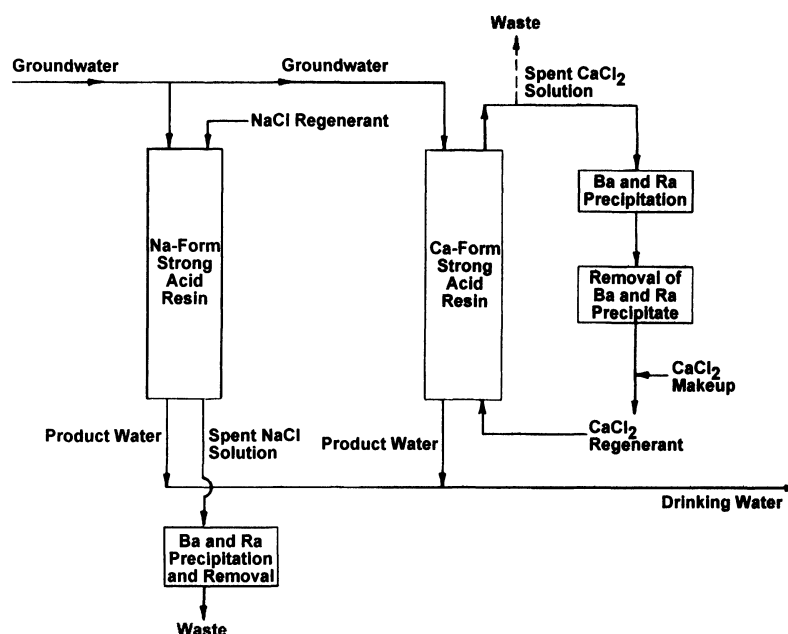 Waste
Groundwater
Groundwater
Spent CaCl2
Solution
NaCl Regenerant
Ba and Ra
Precipitation
Na-Form
Strong
Acid
Resin
Ca-Form
Strong
Acid
Resin
Removal of
Ba and Ra
Precipitate
CaCl2
Makeup
Product Water
Spent NaCl
Solution
Product Water
CaCl2
Regenerant
Drinking Water
Ba and Ra
Precipitation
and Removal
Waste